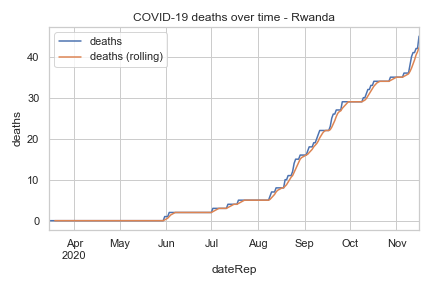 COVID-19 deaths over time - Rwanda
deaths
deaths (rolling)
deaths
40
30
20
10
0
Apr May Jun Jul Aug Sep Oct Nov
2020
dateRep